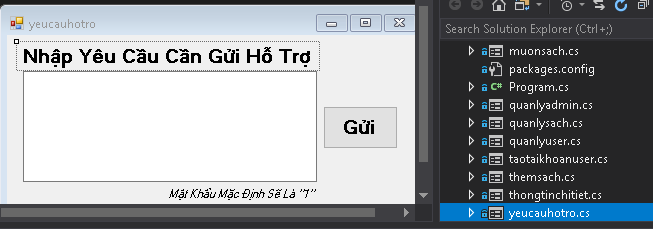 yeucauhotro
Nhập Yêu Cầu Cần Gửi Hỗ Trợ
Gửi
Mật Khẩu Mặc Định Sẽ Là "1"
Search Solution Explorer (Ctrl+;)
muonsach.cs
packages.config
C# Program.cs
quanlyadmin.cs
quanlysach.cs
quanlyuser.cs
taotaikhoanuser.cs
themsach.cs
thongtinchitiet.cs
yeucauhotro.cs